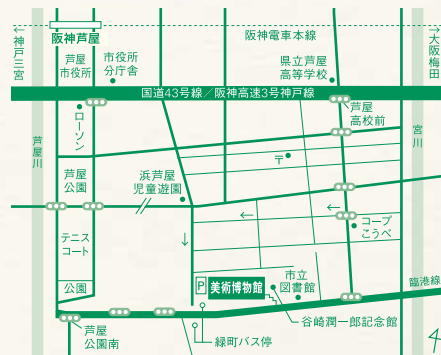 ←神戸三宮
阪神芦屋
芦屋
市役所
市役所
分庁舎
阪神電車本線
県立芦屋
高等学校
→大阪梅田
国道43号線／阪神高速3号神戸線
ローソン
芦屋
高校前
芦屋川
宮川
〒
芦屋
公園
浜芦屋
児童遊園
コープ
こうべ
テニス
コート
公園
P
美術博物館
市立
図書館
臨港線
谷崎潤一郎記念館
芦屋
公園南
緑町バス停